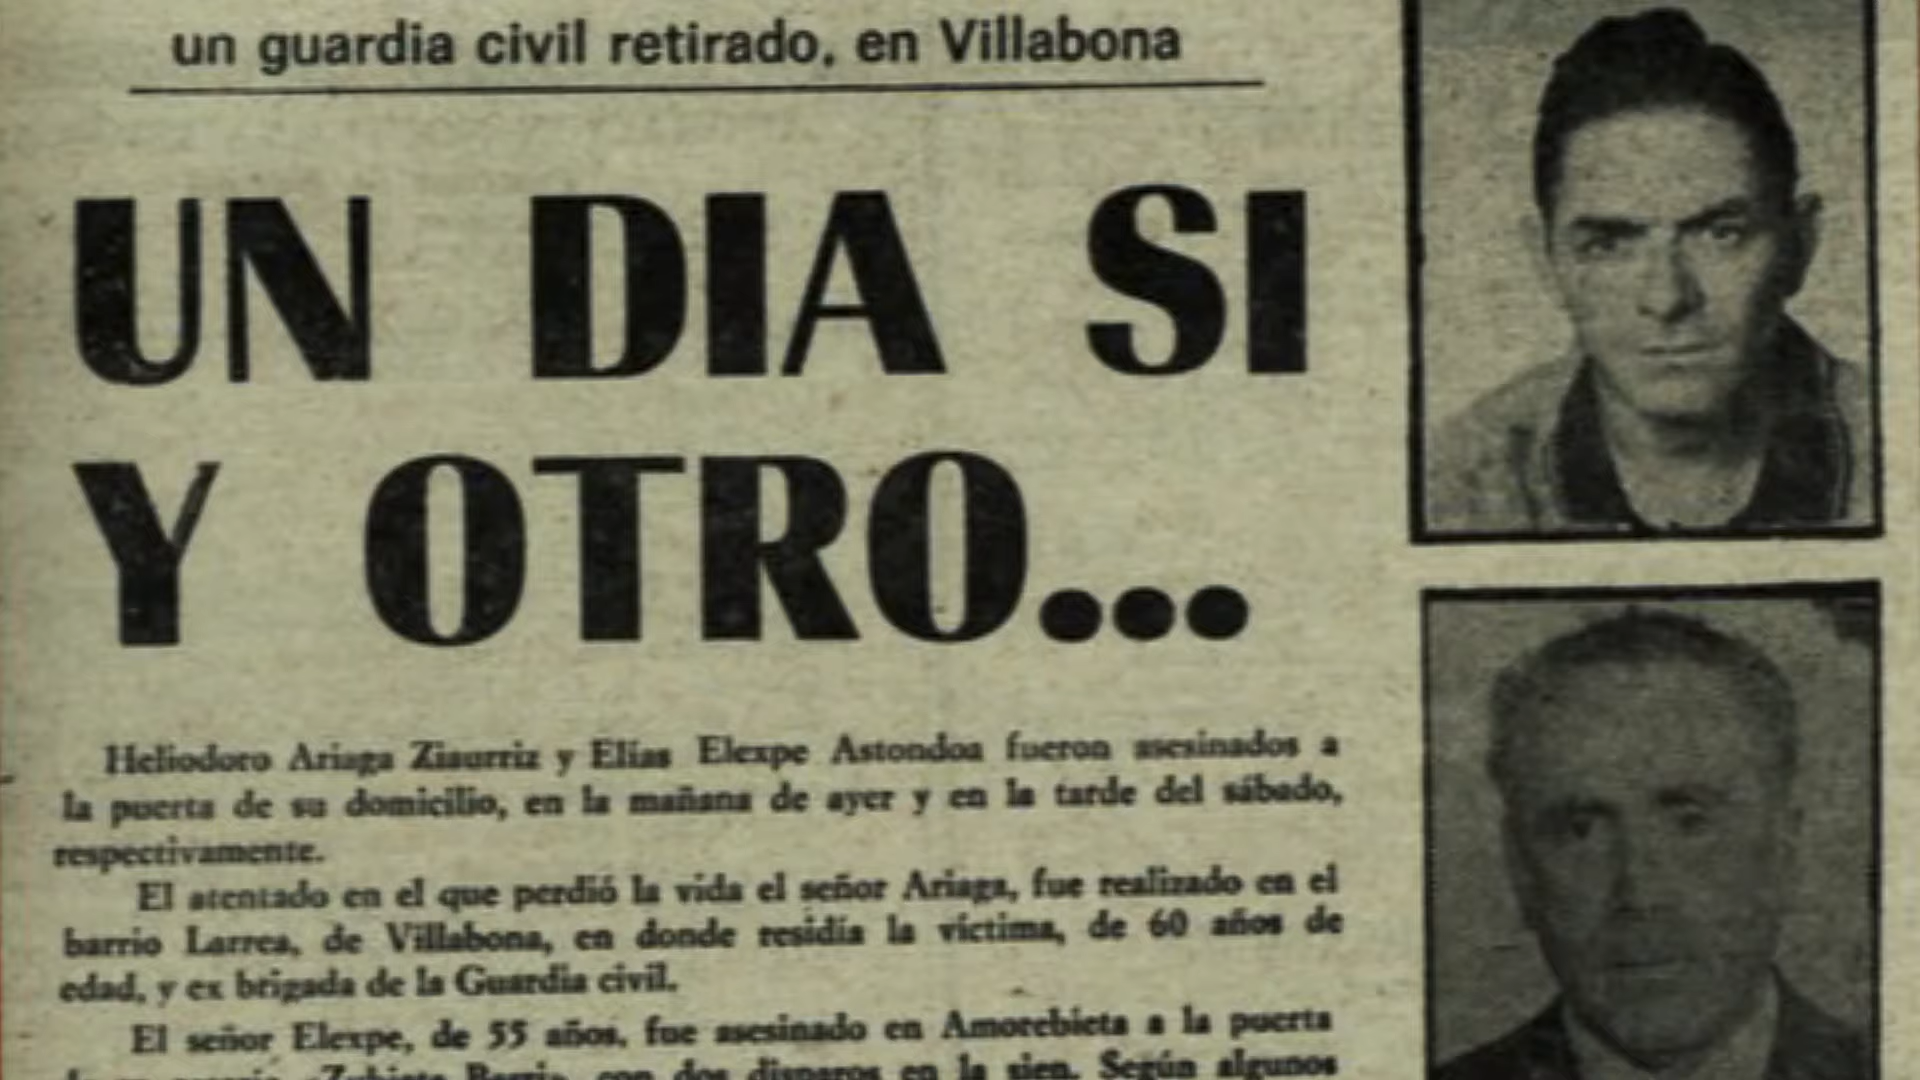 un guardia civil retirado, en Villabona
UN DIA SI
Y OTRO...
Heliodoro Ariaga Ziaurriz y Elías Elexpe Astondoa fueron asesinados a
la puerta de su domicilio, en la mañana de ayer y en la tarde del sábado,
respectivamente.
El atentado en el que perdió la vida el señor Ariaga, fue realizado en el
barrio Larrea, de Villabona, en donde residía la víctima, de 60 años de
edad, y ex brigada de la Guardia civil.
El señor Elexpe, de 55 años, fue asesinado en Amorebieta a la puerta
con dos disparos en la sien. Según algunos